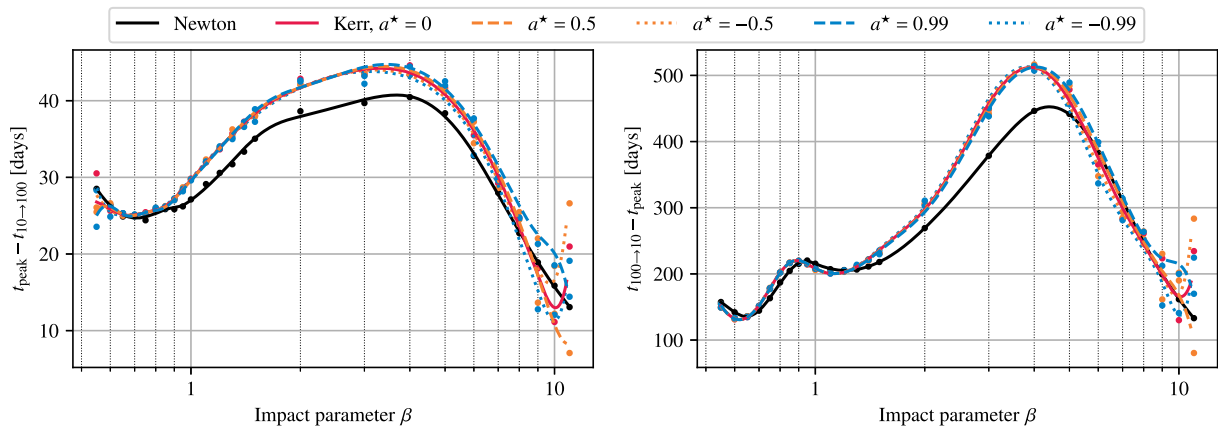 Newton Kerr, a⋆ = 0 a⋆ = 0.5 a⋆ = −0.5 a⋆ = 0.99 a⋆ = −0.99
t_peak − t_10→100 [days]
40
30
20
10
1
10
Impact parameter β
t_100→10 − t_peak [days]
500
400
300
200
100
1
10
Impact parameter β